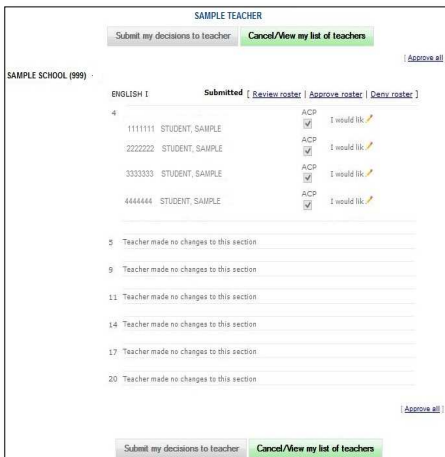 SAMPLE TEACHER
Submit my decisions to teacher Cancel/View my list of teachers
[ Approve all
SAMPLE SCHOOL (999) -
ENGLISH I Submitted [ Review roster | Approve roster | Deny roster ]
4 ACP
1111111 STUDENT, SAMPLE I would lik
ACP
2222222 STUDENT, SAMPLE I would lik
ACP
3333333 STUDENT, SAMPLE I would lik
ACP
4444444 STUDENT, SAMPLE I would lik
5 Teacher made no changes to this section
9 Teacher made no changes to this section
11 Teacher made no changes to this section
14 Teacher made no changes to this section
17 Teacher made no changes to this section
20 Teacher made no changes to this section
[ Approve all ]
Submit my decisions to teacher Cancel/View my list of teachers